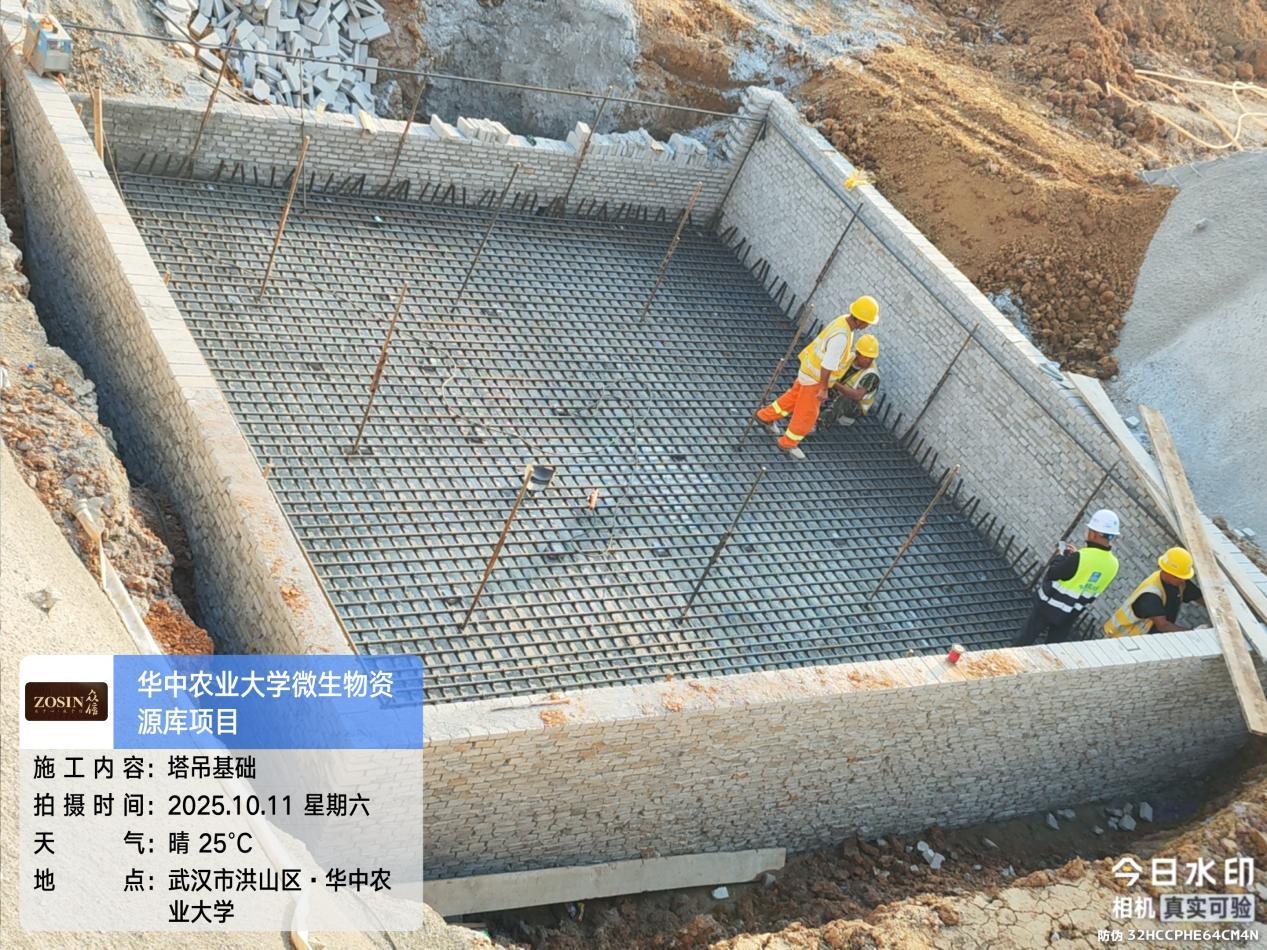 ZOSIN 众信
华中农业大学微生物资
源库项目
施工内容：塔吊基础
拍摄时间：2025.10.11 星期六
天气：晴 25℃
地点：武汉市洪山区·华中农
业大学
今日水印
相机 真实可验
防伪 32HCCPHE64CM4N